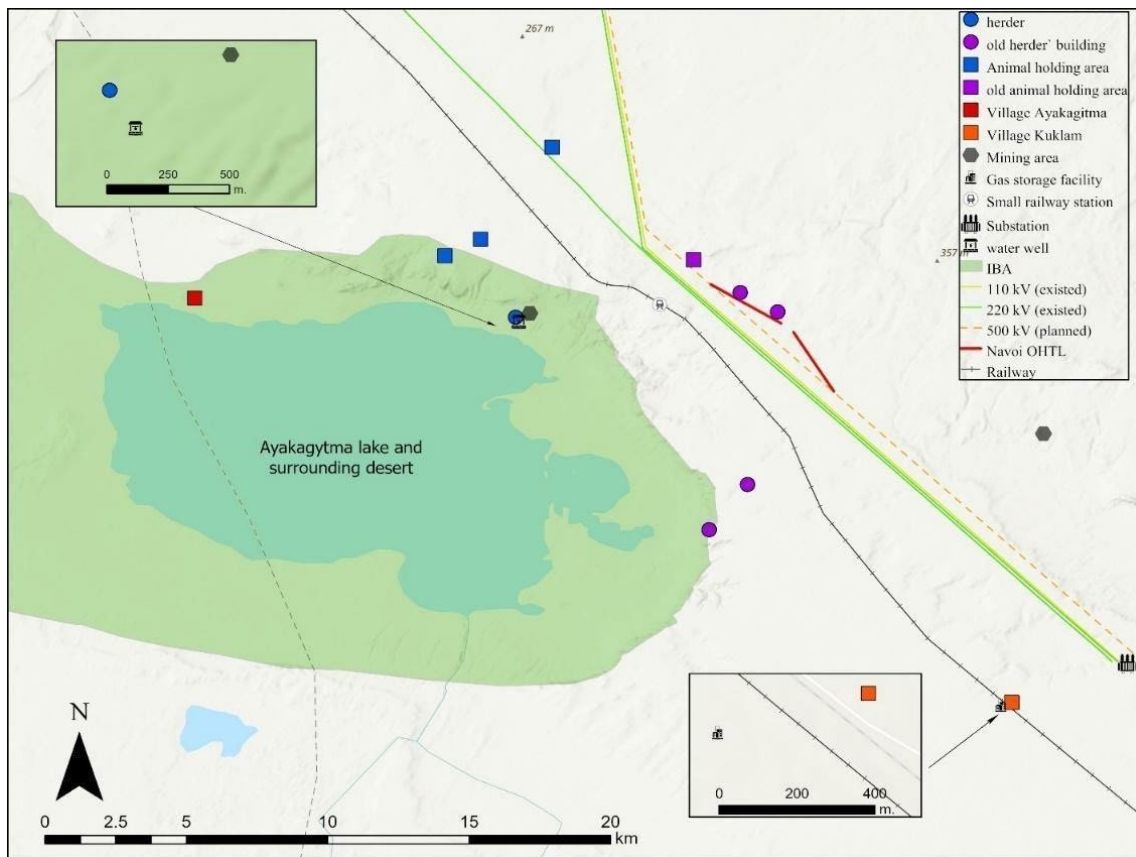 267 m
357 m
herder
old herder` building
Animal holding area
old animal holding area
Village Ayakagitma
Village Kuklam
Mining area
Gas storage facility
Small railway station
Substation
water well
IBA
110 kV (existed)
220 kV (existed)
500 kV (planned)
Navoi OHTL
Railway
0 250 500
m.
Ayakagytma lake and
surrounding desert
N
0 2.5 5 10 15 20
km
0 200 400
m.